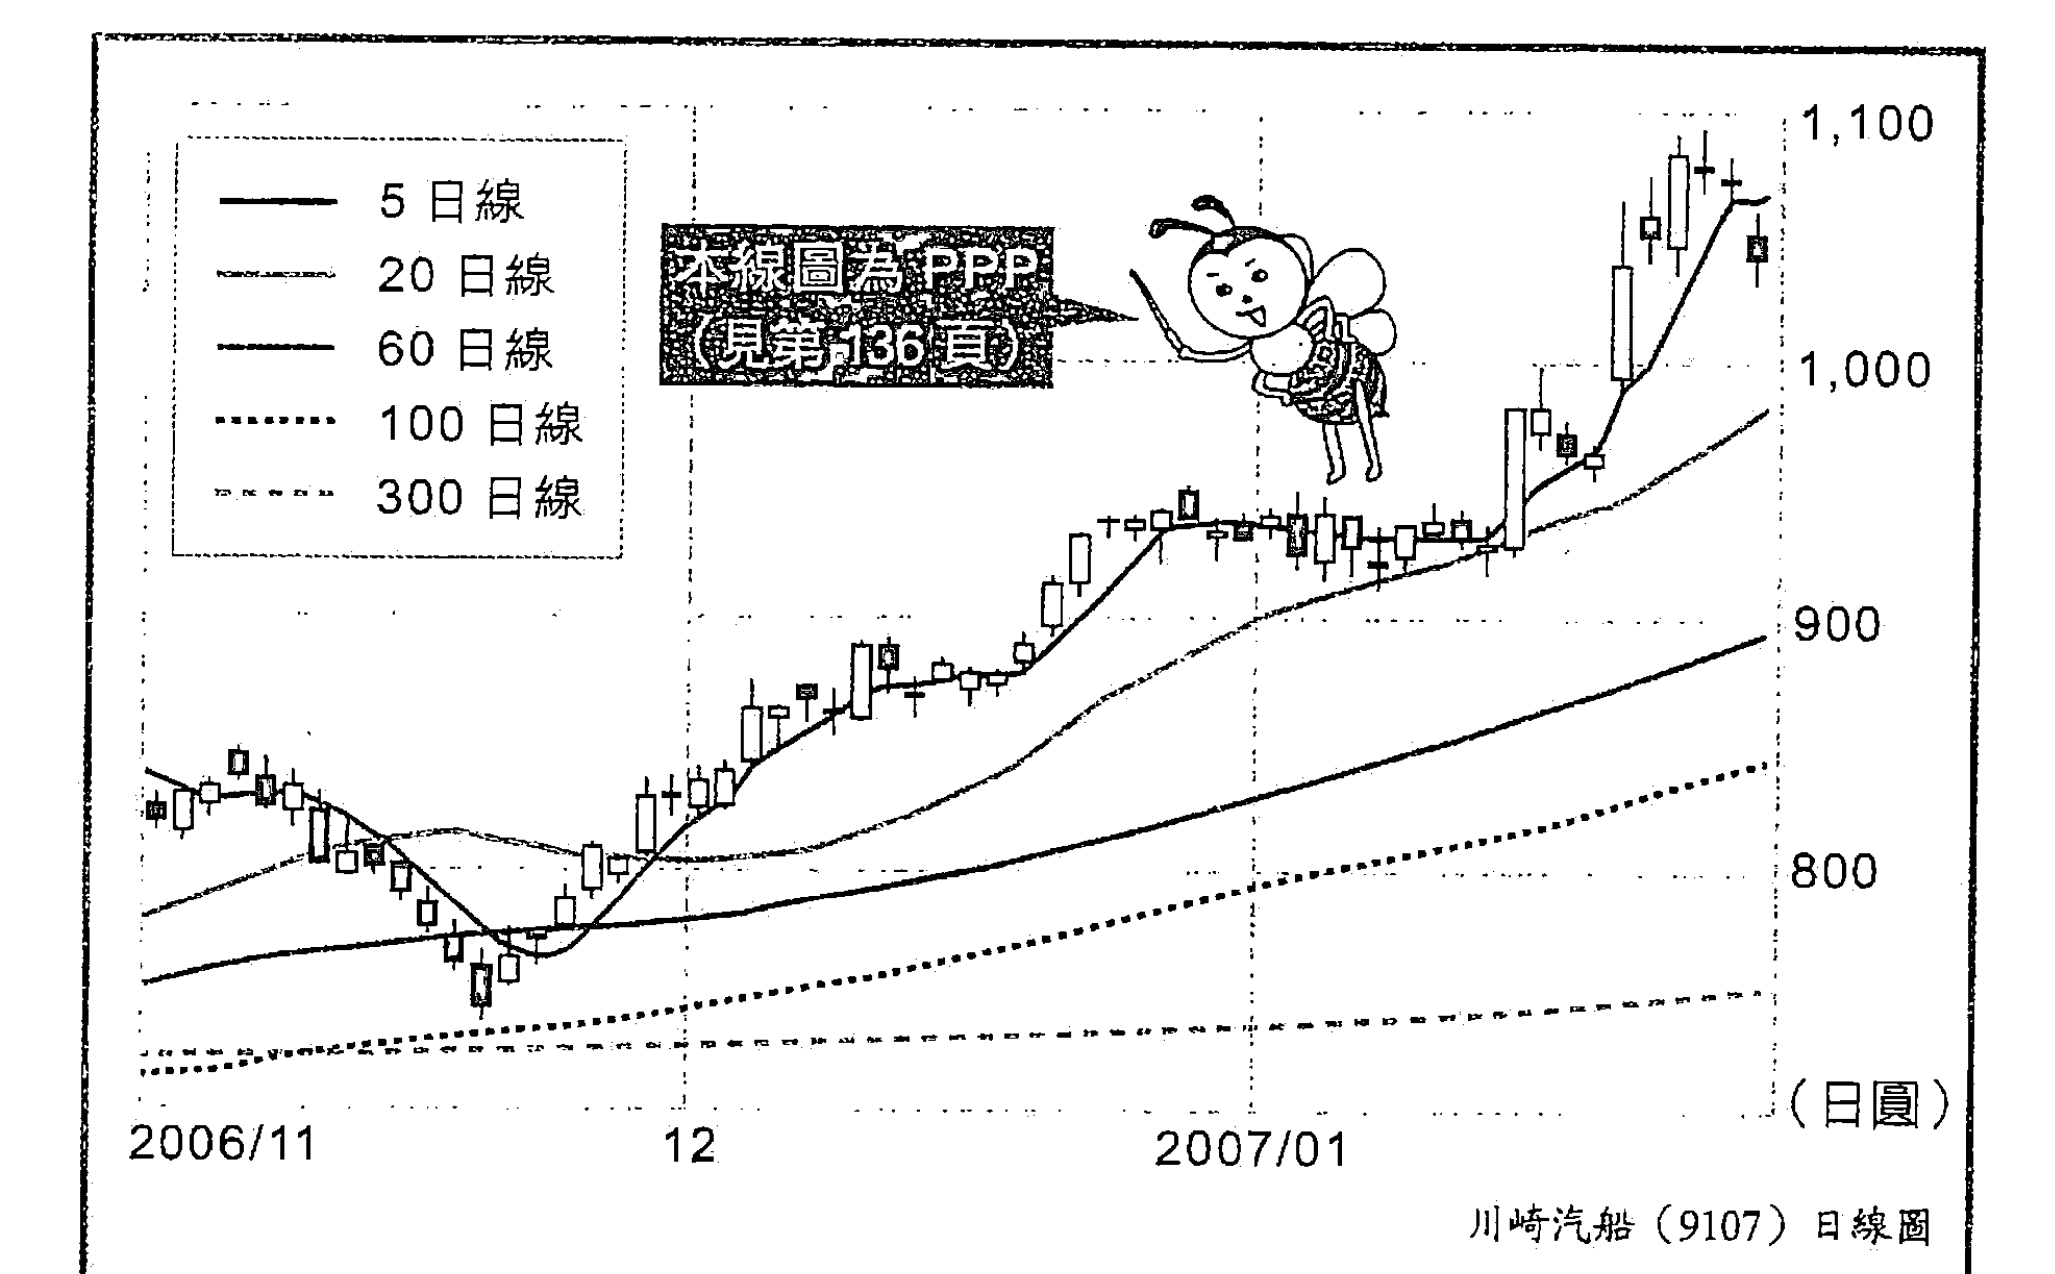 1,100
5 日線
20 日線
60 日線
100 日線
300 日線
本線圖為 PPP
（見第 136 頁）
1,000
900
800
（日圓）
2006/11
12
2007/01
川崎汽船（9107）日線圖